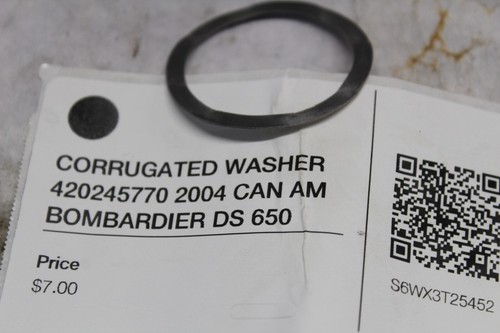 CORRUGATED WASHER
420245770 2004 CAN AM
BOMBARDIER DS 650
Price
$7.00
S6WX3T25452